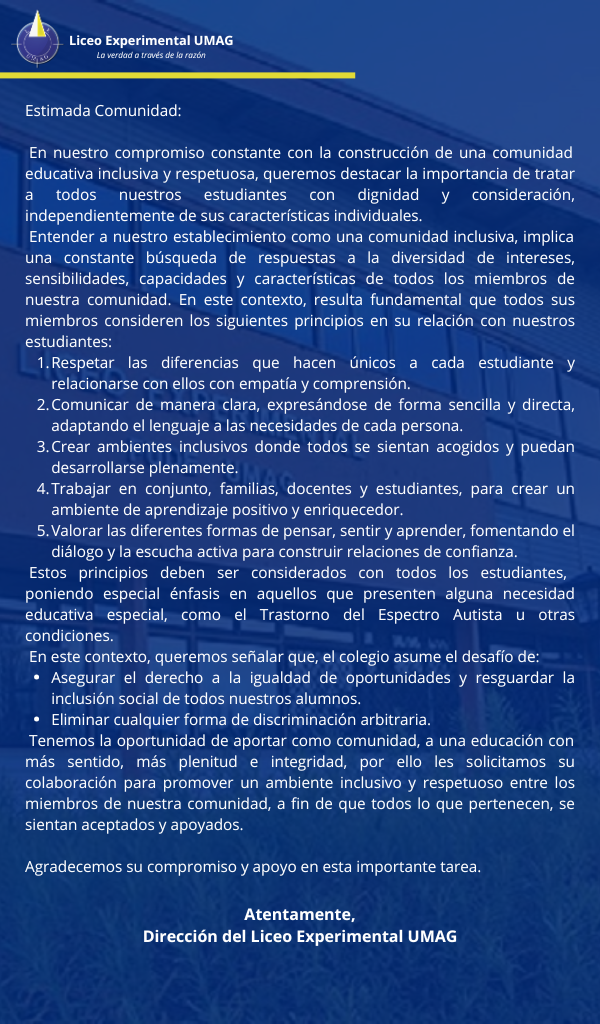 Liceo Experimental UMAG
La verdad a través de la razón
Estimada Comunidad:
En nuestro compromiso constante con la construcción de una comunidad
educativa inclusiva y respetuosa, queremos destacar la importancia de tratar
a todos nuestros estudiantes con dignidad y consideración,
independientemente de sus características individuales.
Entender a nuestro establecimiento como una comunidad inclusiva, implica
una constante búsqueda de respuestas a la diversidad de intereses,
sensibilidades, capacidades y características de todos los miembros de
nuestra comunidad. En este contexto, resulta fundamental que todos sus
miembros consideren los siguientes principios en su relación con nuestros
estudiantes:
1. Respetar las diferencias que hacen únicos a cada estudiante y
relacionarse con ellos con empatía y comprensión.
2. Comunicar de manera clara, expresándose de forma sencilla y directa,
adaptando el lenguaje a las necesidades de cada persona.
3. Crear ambientes inclusivos donde todos se sientan acogidos y puedan
desarrollarse plenamente.
4. Trabajar en conjunto, familias, docentes y estudiantes, para crear un
ambiente de aprendizaje positivo y enriquecedor.
5. Valorar las diferentes formas de pensar, sentir y aprender, fomentando el
diálogo y la escucha activa para construir relaciones de confianza.
Estos principios deben ser considerados con todos los estudiantes,
poniendo especial énfasis en aquellos que presenten alguna necesidad
educativa especial, como el Trastorno del Espectro Autista u otras
condiciones.
En este contexto, queremos señalar que, el colegio asume el desafío de:
• Asegurar el derecho a la igualdad de oportunidades y resguardar la
inclusión social de todos nuestros alumnos.
• Eliminar cualquier forma de discriminación arbitraria.
Tenemos la oportunidad de aportar como comunidad, a una educación con
más sentido, más plenitud e integridad, por ello les solicitamos su
colaboración para promover un ambiente inclusivo y respetuoso entre los
miembros de nuestra comunidad, a fin de que todos lo que pertenecen, se
sientan aceptados y apoyados.
Agradecemos su compromiso y apoyo en esta importante tarea.
Atentamente,
Dirección del Liceo Experimental UMAG